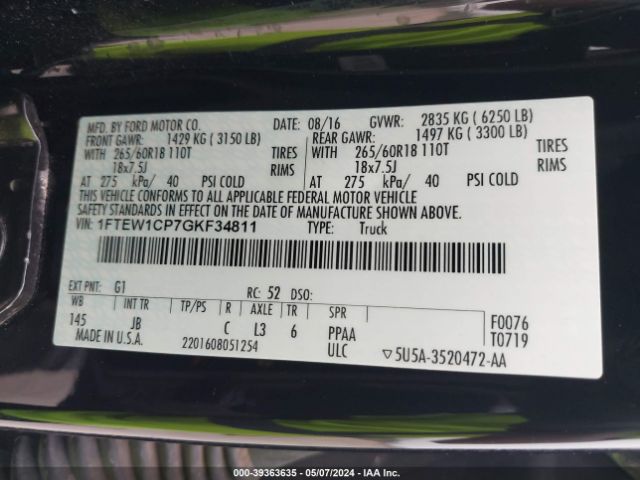 MFD. BY FORD MOTOR CO. DATE: 08/16 GVWR: 2835 KG ( 6250 LB)
FRONT GAWR: 1429 KG ( 3150 LB) REAR GAWR: 1497 KG ( 3300 LB)
WITH 265/60R18 110T TIRES WITH 265/60R18 110T TIRES
18x7.5J RIMS 18x7.5J RIMS
AT 275 kPa/ 40 PSI COLD AT 275 kPa/ 40 PSI COLD
THIS VEHICLE CONFORMS TO ALL APPLICABLE FEDERAL MOTOR VEHICLE
SAFETY STANDARDS IN EFFECT ON THE DATE OF MANUFACTURE SHOWN ABOVE.
VIN: 1FTEW1CP7GKF34811 TYPE: Truck
EXT PNT: G1 RC: 52 DSO:
WB INT TR TP/PS R AXLE TR SPR F0076
145 JB C L3 6 PPAA T0719
MADE IN U.S.A. 2201608051254 ULC ▽5U5A-3520472-AA
000-39363635 - 05/07/2024 - IAA Inc.